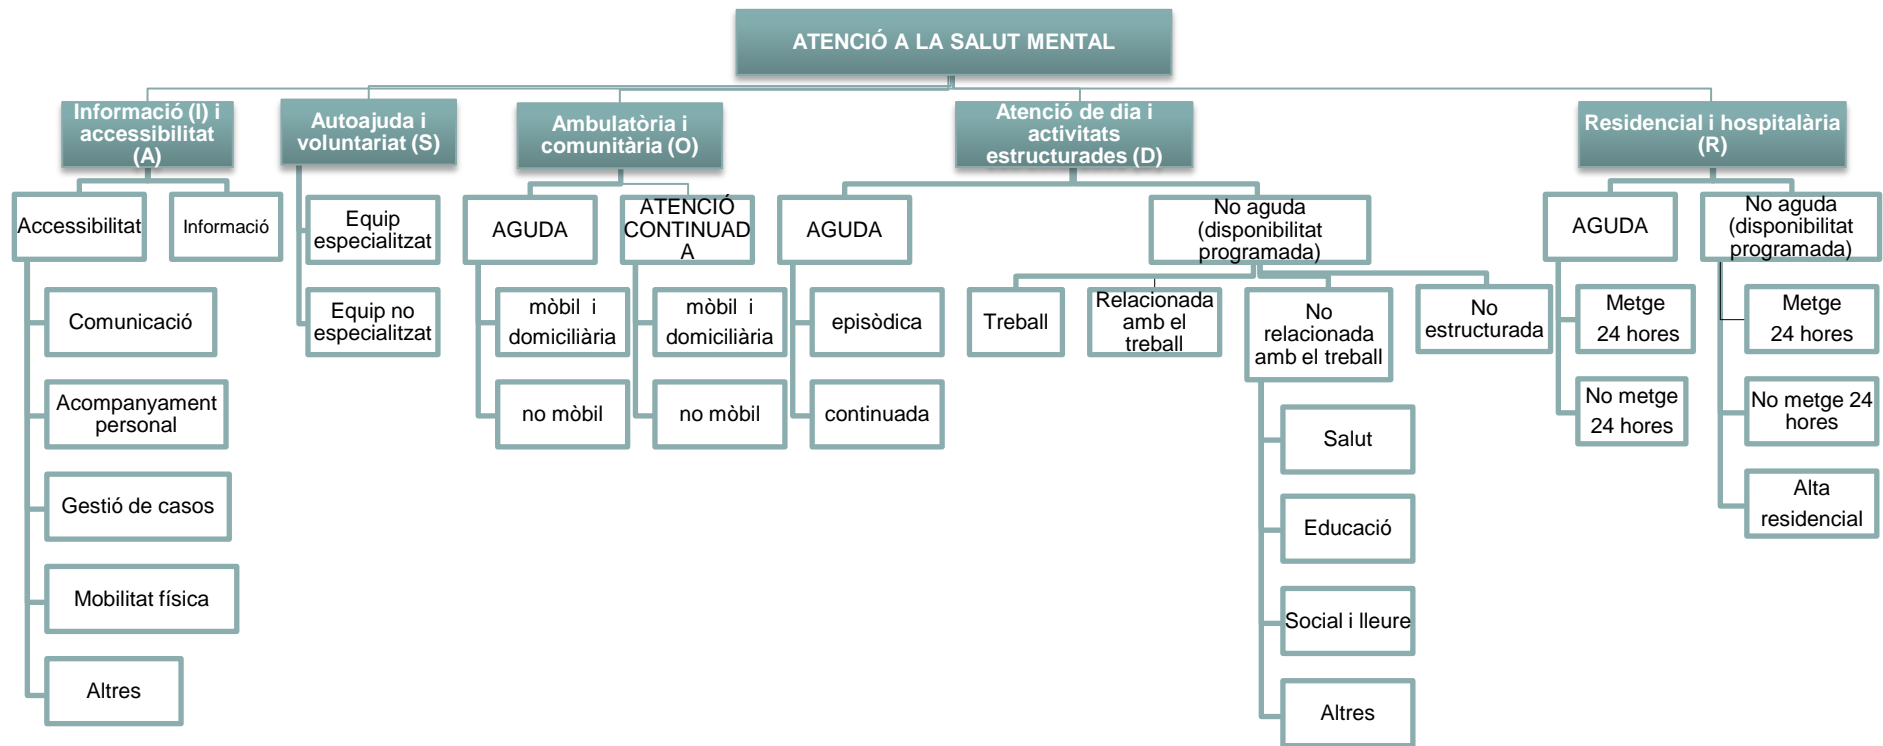 ATENCIÓ A LA SALUT MENTAL
Informació (I) i
accessibilitat
(A)
Autoajuda i
voluntariat (S)
Ambulatòria i
comunitària (O)
Atenció de dia i
activitats
estructurades (D)
Residencial i hospitalària
(R)
Accessibilitat
Informació
Comunicació
Acompanyament
personal
Gestió de casos
Mobilitat física
Altres
Equip
especialitzat
Equip no
especialitzat
AGUDA
mòbil i
domiciliària
no mòbil
ATENCIÓ
CONTINUAD
A
mòbil i
domiciliària
no mòbil
AGUDA
episòdica
continuada
No aguda
(disponibilitat
programada)
Treball
Relacionada
amb el
treball
No
relacionada
amb el treball
No
estructurada
Salut
Educació
Social i lleure
Altres
AGUDA
Metge
24 hores
No metge
24 hores
No aguda
(disponibilitat
programada)
Metge
24 hores
No metge 24
hores
Alta
residencial